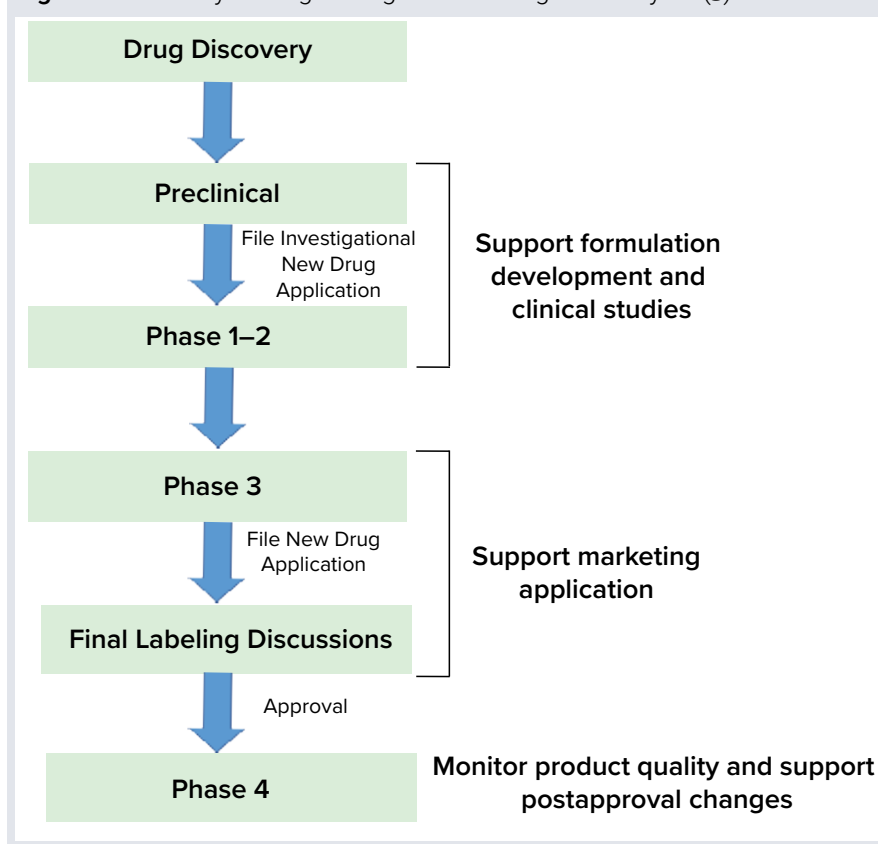 Drug Discovery
Preclinical
File Investigational
New Drug
Application
Support formulation
development and
clinical studies
Phase 1–2
Phase 3
File New Drug
Application
Support marketing
application
Final Labeling Discussions
Approval
Phase 4
Monitor product quality and support
postapproval changes